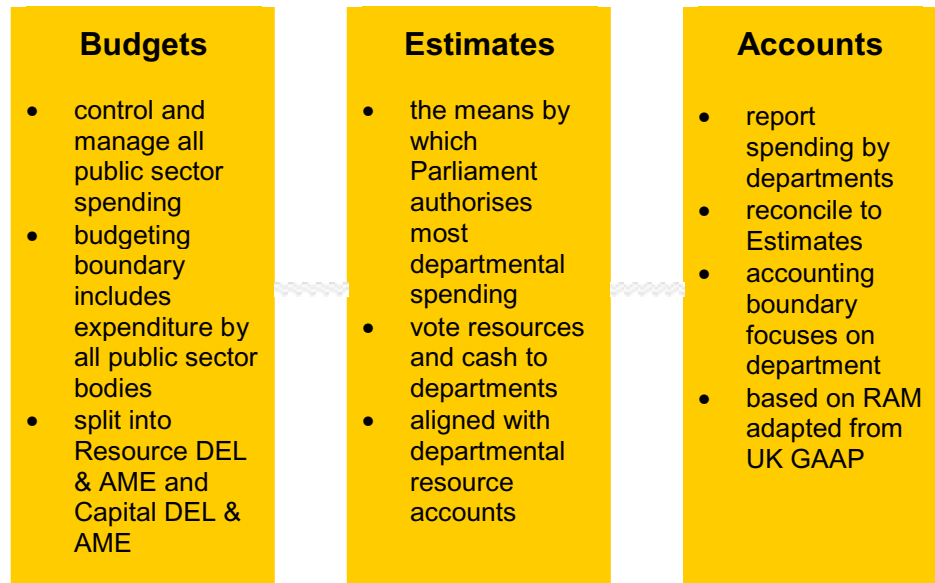 Budgets
• control and
manage all
public sector
spending
• budgeting
boundary
includes
expenditure by
all public sector
bodies
• split into
Resource DEL
& AME and
Capital DEL &
AME
Estimates
• the means by
which
Parliament
authorises
most
departmental
spending
• vote resources
and cash to
departments
• aligned with
departmental
resource
accounts
Accounts
• report
spending by
departments
• reconcile to
Estimates
• accounting
boundary
focuses on
department
• based on RAM
adapted from
UK GAAP